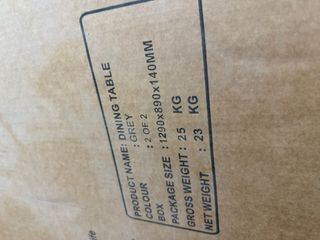 PRODUCT NAME: DINING TABLE
COLOUR : GREY
BOX : 2 OF 2
PACKAGE SIZE : 1290x890x140MM
GROSS WEIGHT : 25 KG
NET WEIGHT : 23 KG